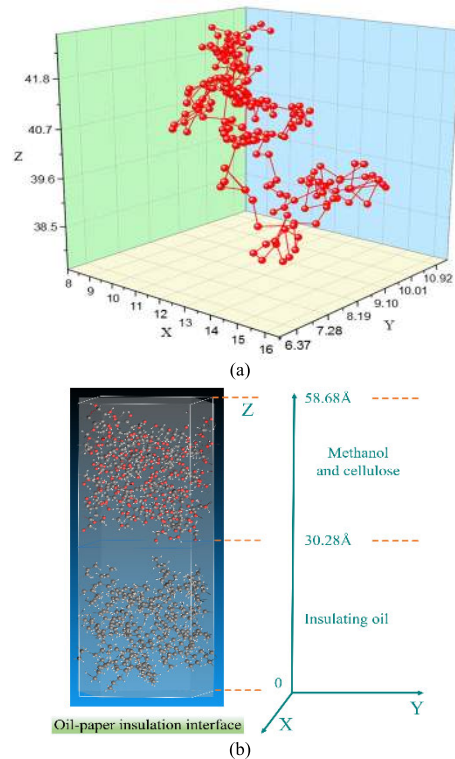 41.8
40.7
Z
39.6
38.5
8
9
10
11
12
13
14
15
16
X
6.37
7.28
8.19
9.10
10.01
10.92
Y
(a)
Z
58.68Å
Methanol
and cellulose
30.28Å
Insulating oil
0
X
Y
Oil-paper insulation interface
(b)